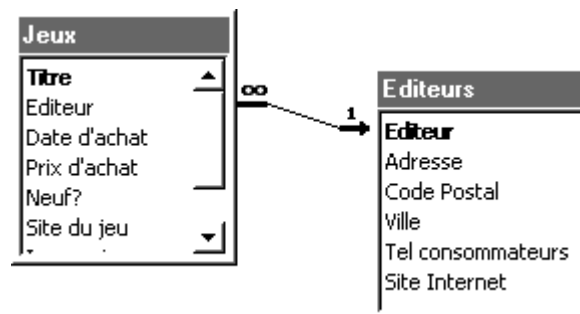 Jeux
Titre
Editeur
Date d'achat
Prix d'achat
Neuf?
Site du jeu
∞
1
Editeurs
Editeur
Adresse
Code Postal
Ville
Tel consommateurs
Site Internet